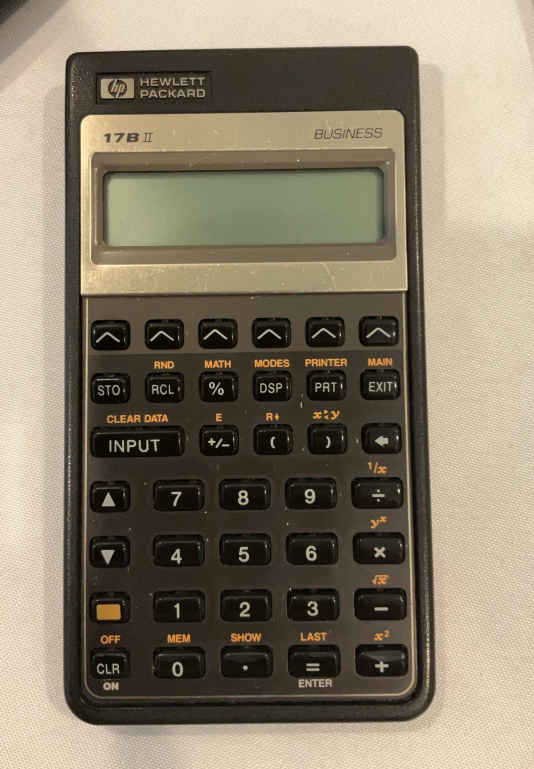 hp HEWLETT
PACKARD
17B II BUSINESS
RND MATH MODES PRINTER MAIN
STO RCL % DSP PRT EXIT
CLEAR DATA E R↓ x≷y
INPUT +/− ( ) ←
1/x
▲ 7 8 9 ÷
yˣ
▼ 4 5 6 ×
√x
1 2 3 −
OFF MEM SHOW LAST x²
CLR 0 . = +
ON ENTER